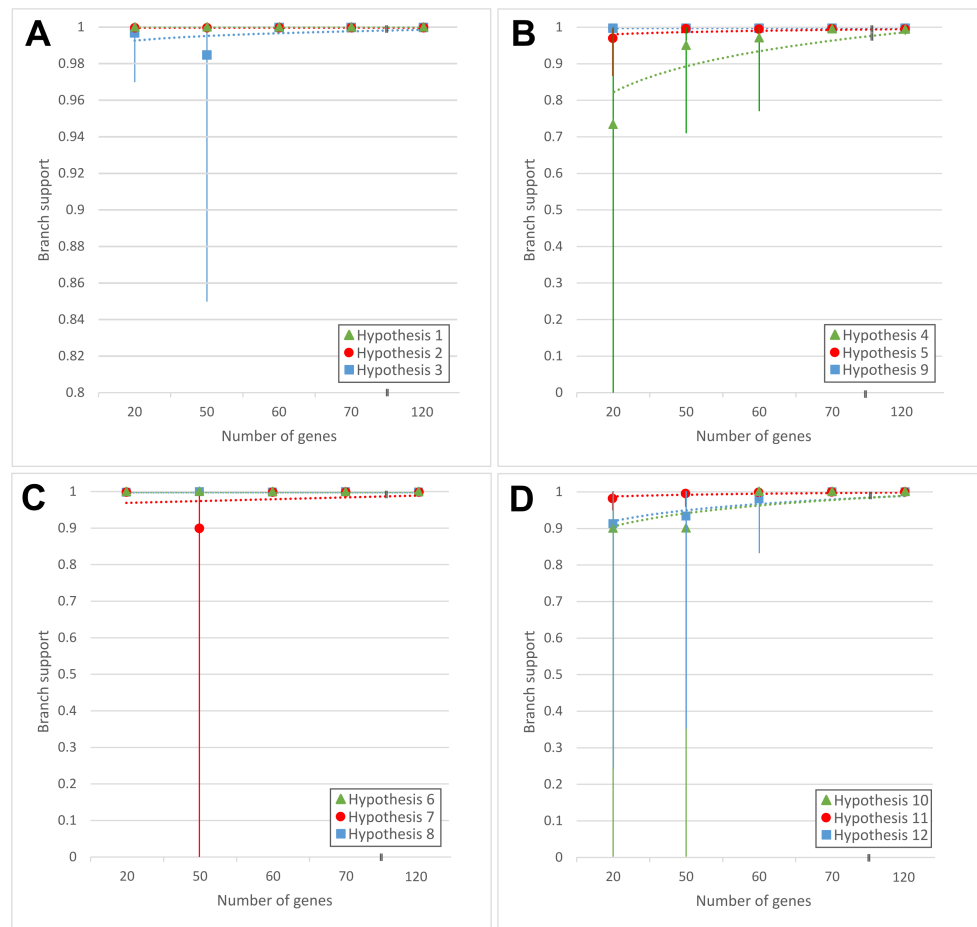 A
1
0.98
0.96
0.94
0.92
0.9
0.88
0.86
0.84
0.82
0.8
Branch support
Hypothesis 1
Hypothesis 2
Hypothesis 3
20 50 60 70 120
Number of genes
B
1
0.9
0.8
0.7
0.6
0.5
0.4
0.3
0.2
0.1
0
Branch support
Hypothesis 4
Hypothesis 5
Hypothesis 9
20 50 60 70 120
Number of genes
C
1
0.9
0.8
0.7
0.6
0.5
0.4
0.3
0.2
0.1
0
Branch support
Hypothesis 6
Hypothesis 7
Hypothesis 8
20 50 60 70 120
Number of genes
D
1
0.9
0.8
0.7
0.6
0.5
0.4
0.3
0.2
0.1
0
Branch support
Hypothesis 10
Hypothesis 11
Hypothesis 12
20 50 60 70 120
Number of genes